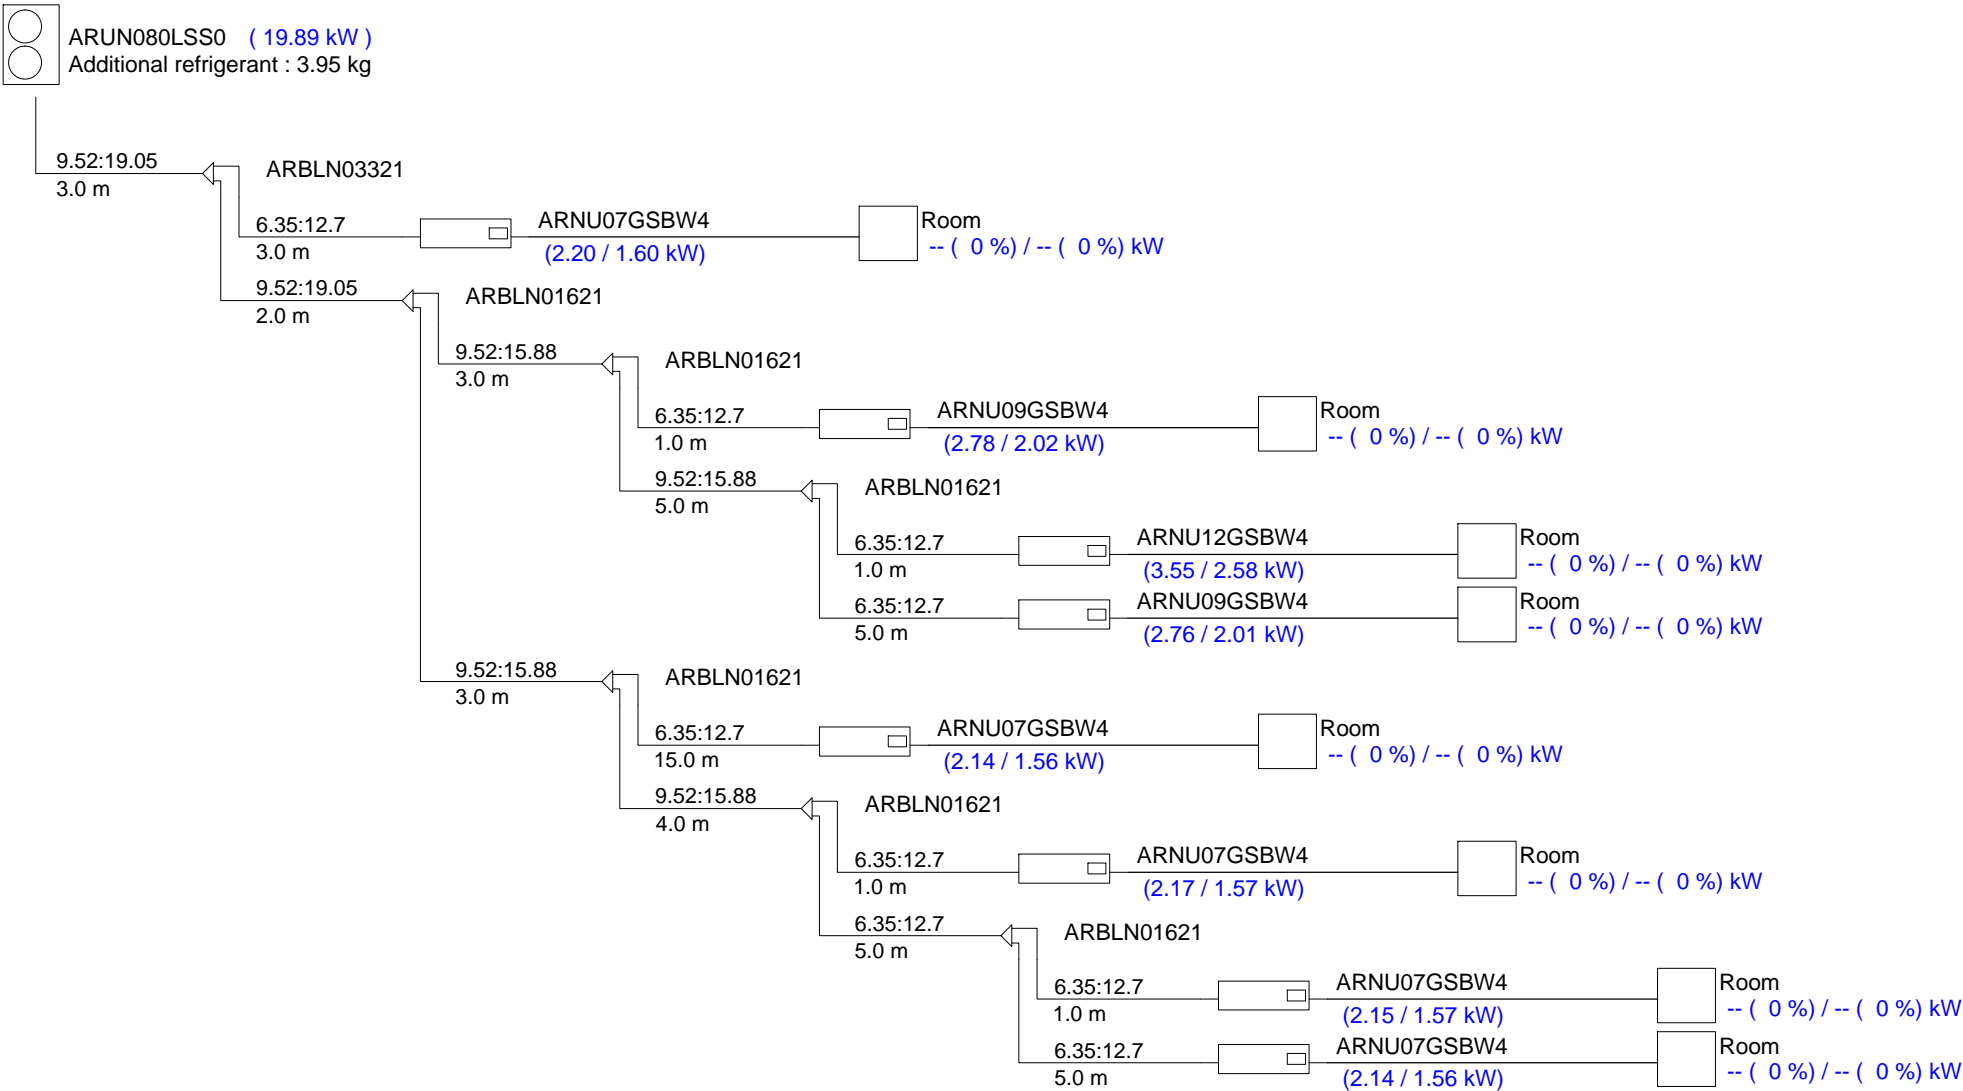 ARUN080LSS0 ( 19.89 kW )
Additional refrigerant : 3.95 kg
9.52:19.05
3.0 m
ARBLN03321
6.35:12.7
3.0 m
ARNU07GSBW4
(2.20 / 1.60 kW)
Room
-- ( 0 %) / -- ( 0 %) kW
9.52:19.05
2.0 m
ARBLN01621
9.52:15.88
3.0 m
ARBLN01621
6.35:12.7
1.0 m
ARNU09GSBW4
(2.78 / 2.02 kW)
Room
-- ( 0 %) / -- ( 0 %) kW
9.52:15.88
5.0 m
ARBLN01621
6.35:12.7
1.0 m
ARNU12GSBW4
(3.55 / 2.58 kW)
Room
-- ( 0 %) / -- ( 0 %) kW
6.35:12.7
5.0 m
ARNU09GSBW4
(2.76 / 2.01 kW)
Room
-- ( 0 %) / -- ( 0 %) kW
9.52:15.88
3.0 m
ARBLN01621
6.35:12.7
15.0 m
ARNU07GSBW4
(2.14 / 1.56 kW)
Room
-- ( 0 %) / -- ( 0 %) kW
9.52:15.88
4.0 m
ARBLN01621
6.35:12.7
1.0 m
ARNU07GSBW4
(2.17 / 1.57 kW)
Room
-- ( 0 %) / -- ( 0 %) kW
6.35:12.7
5.0 m
ARBLN01621
6.35:12.7
1.0 m
ARNU07GSBW4
(2.15 / 1.57 kW)
Room
-- ( 0 %) / -- ( 0 %) kW
6.35:12.7
5.0 m
ARNU07GSBW4
(2.14 / 1.56 kW)
Room
-- ( 0 %) / -- ( 0 %) kW